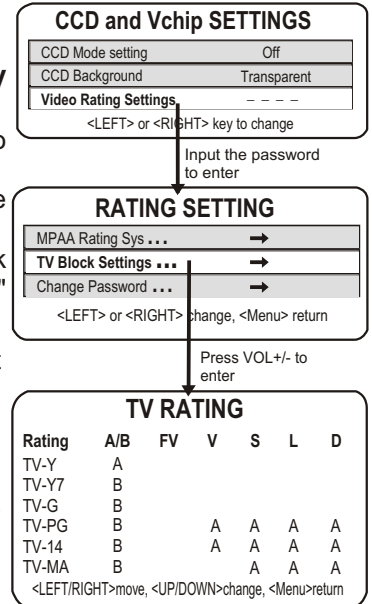 CCD and Vchip SETTINGS
CCD Mode setting Off
CCD Background Transparent
Video Rating Settings – – – –
<LEFT> or <RIGHT> key to change
Input the password
to enter
RATING SETTING
MPAA Rating Sys ... →
TV Block Settings ... →
Change Password ... →
<LEFT> or <RIGHT> change, <Menu> return
Press VOL+/- to
enter
TV RATING
Rating A/B FV V S L D
TV-Y A
TV-Y7 B
TV-G B
TV-PG B A A A A
TV-14 B A A A A
TV-MA B A A A
<LEFT/RIGHT>move, <UP/DOWN>change, <Menu>return